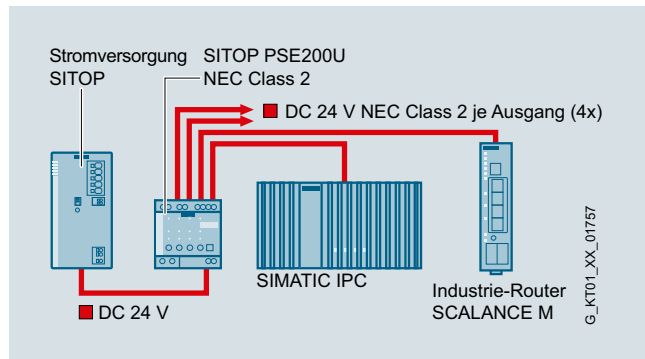 Stromversorgung
SITOP
SITOP PSE200U
NEC Class 2
DC 24 V NEC Class 2 je Ausgang (4x)
SIMATIC IPC
Industrie-Router
SCALANCE M
DC 24 V
G_KT01_XX_01757